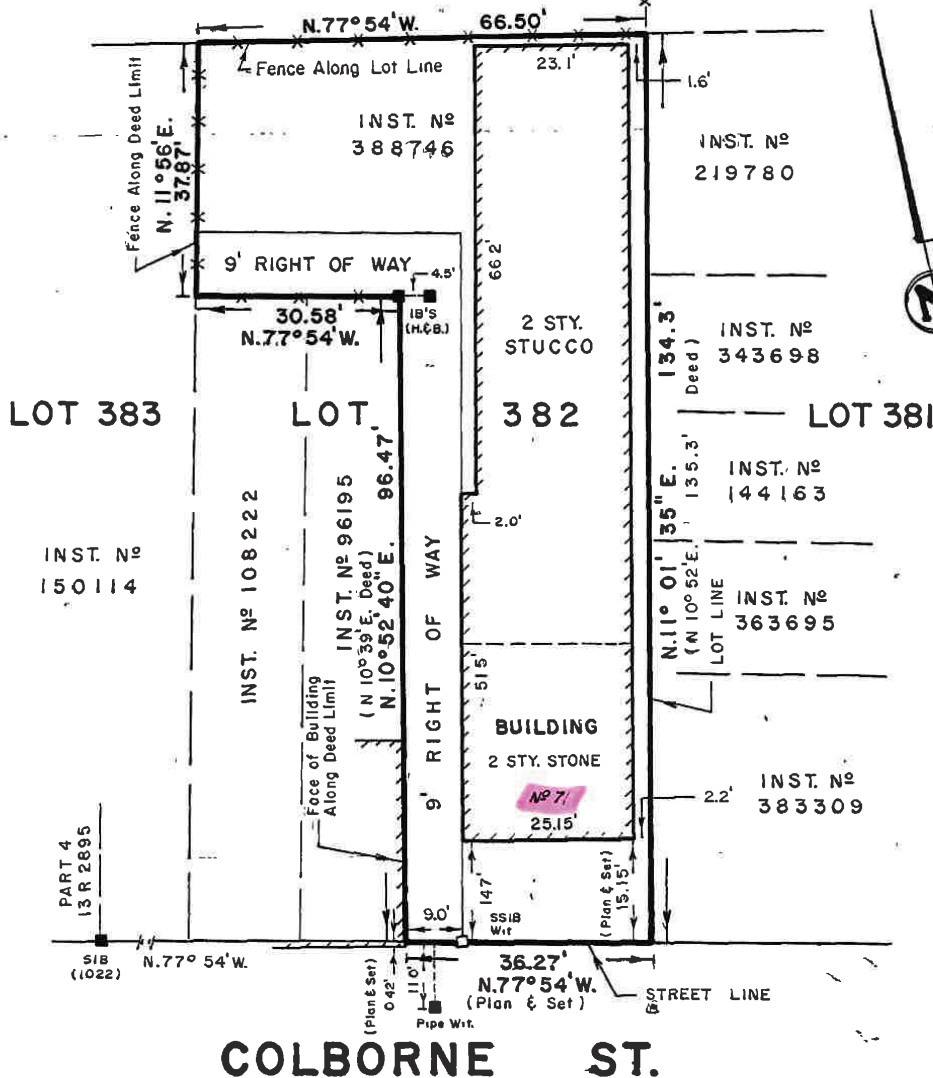 N.77°54'W. 66.50'
Fence Along Lot Line
23.1'
1.6'
Fence Along Deed Limit
N. 11°56'E.
37.87'
INST. Nº
388746
INST. Nº
219780
9' RIGHT OF WAY
4.5'
66.2'
30.58'
N.77°54'W.
IB'S
(H.&B.)
2 STY.
STUCCO
134.3'
Deed)
INST. Nº
343698
LOT 383
LOT 382
LOT 381
INST. Nº 108222
INST. Nº 96195
(N 10°39'E. Deed)
N.10°52'40"E. 96.47'
2.0'
N.11°01'35"E.
(N 10°52'E. 135.3'
LOT LINE
INST. Nº
144163
INST. Nº
150114
INST. Nº
363695
9' RIGHT OF WAY
51.5'
Face of Building
Along Deed Limit
BUILDING
2 STY. STONE
Nº 71
25.15'
2.2'
INST. Nº
383309
PART 4
13R2895
9.0'
14.7'
SSIB
Wit
(Plan & Set)
15.15'
SIB
(1022)
N.77°54'W.
(Plan & Set)
0.42'
11.0'
Pipe Wit.
36.27'
N.77°54'W.
(Plan & Set)
STREET LINE
COLBORNE ST.